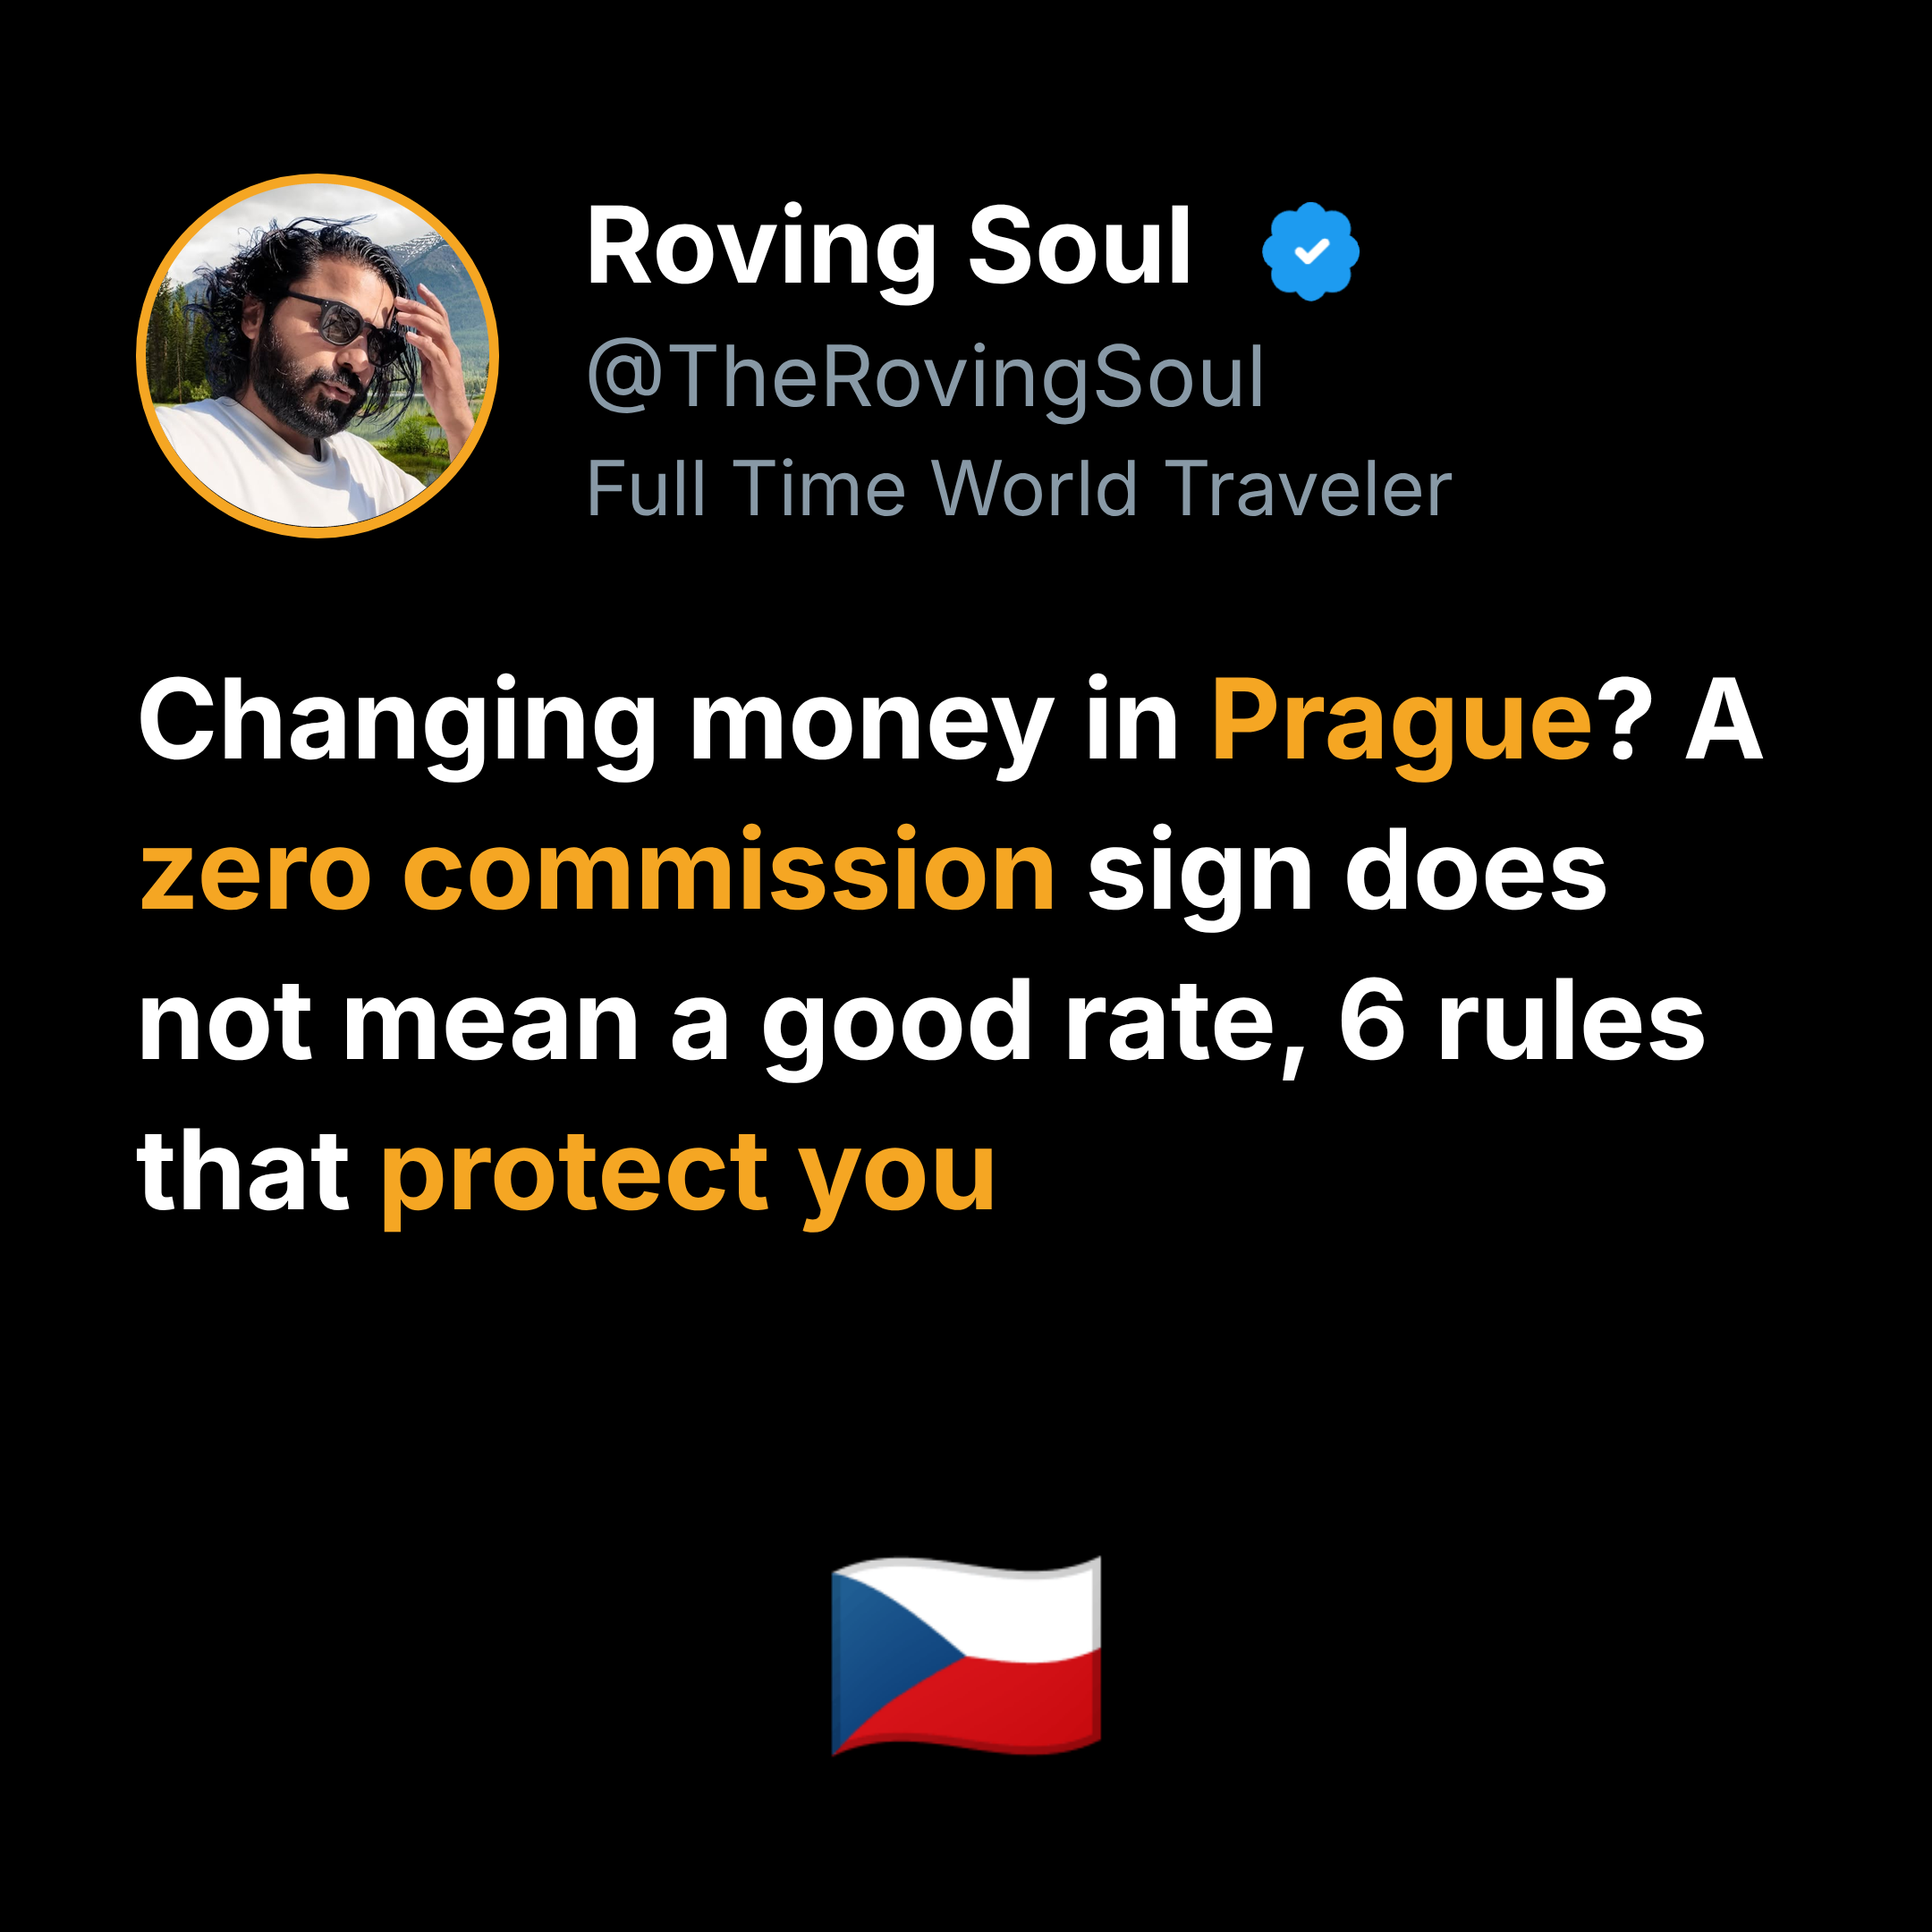 Roving Soul
@TheRovingSoul
Full Time World Traveler
Changing money in Prague? A
zero commission sign does
not mean a good rate, 6 rules
that protect you